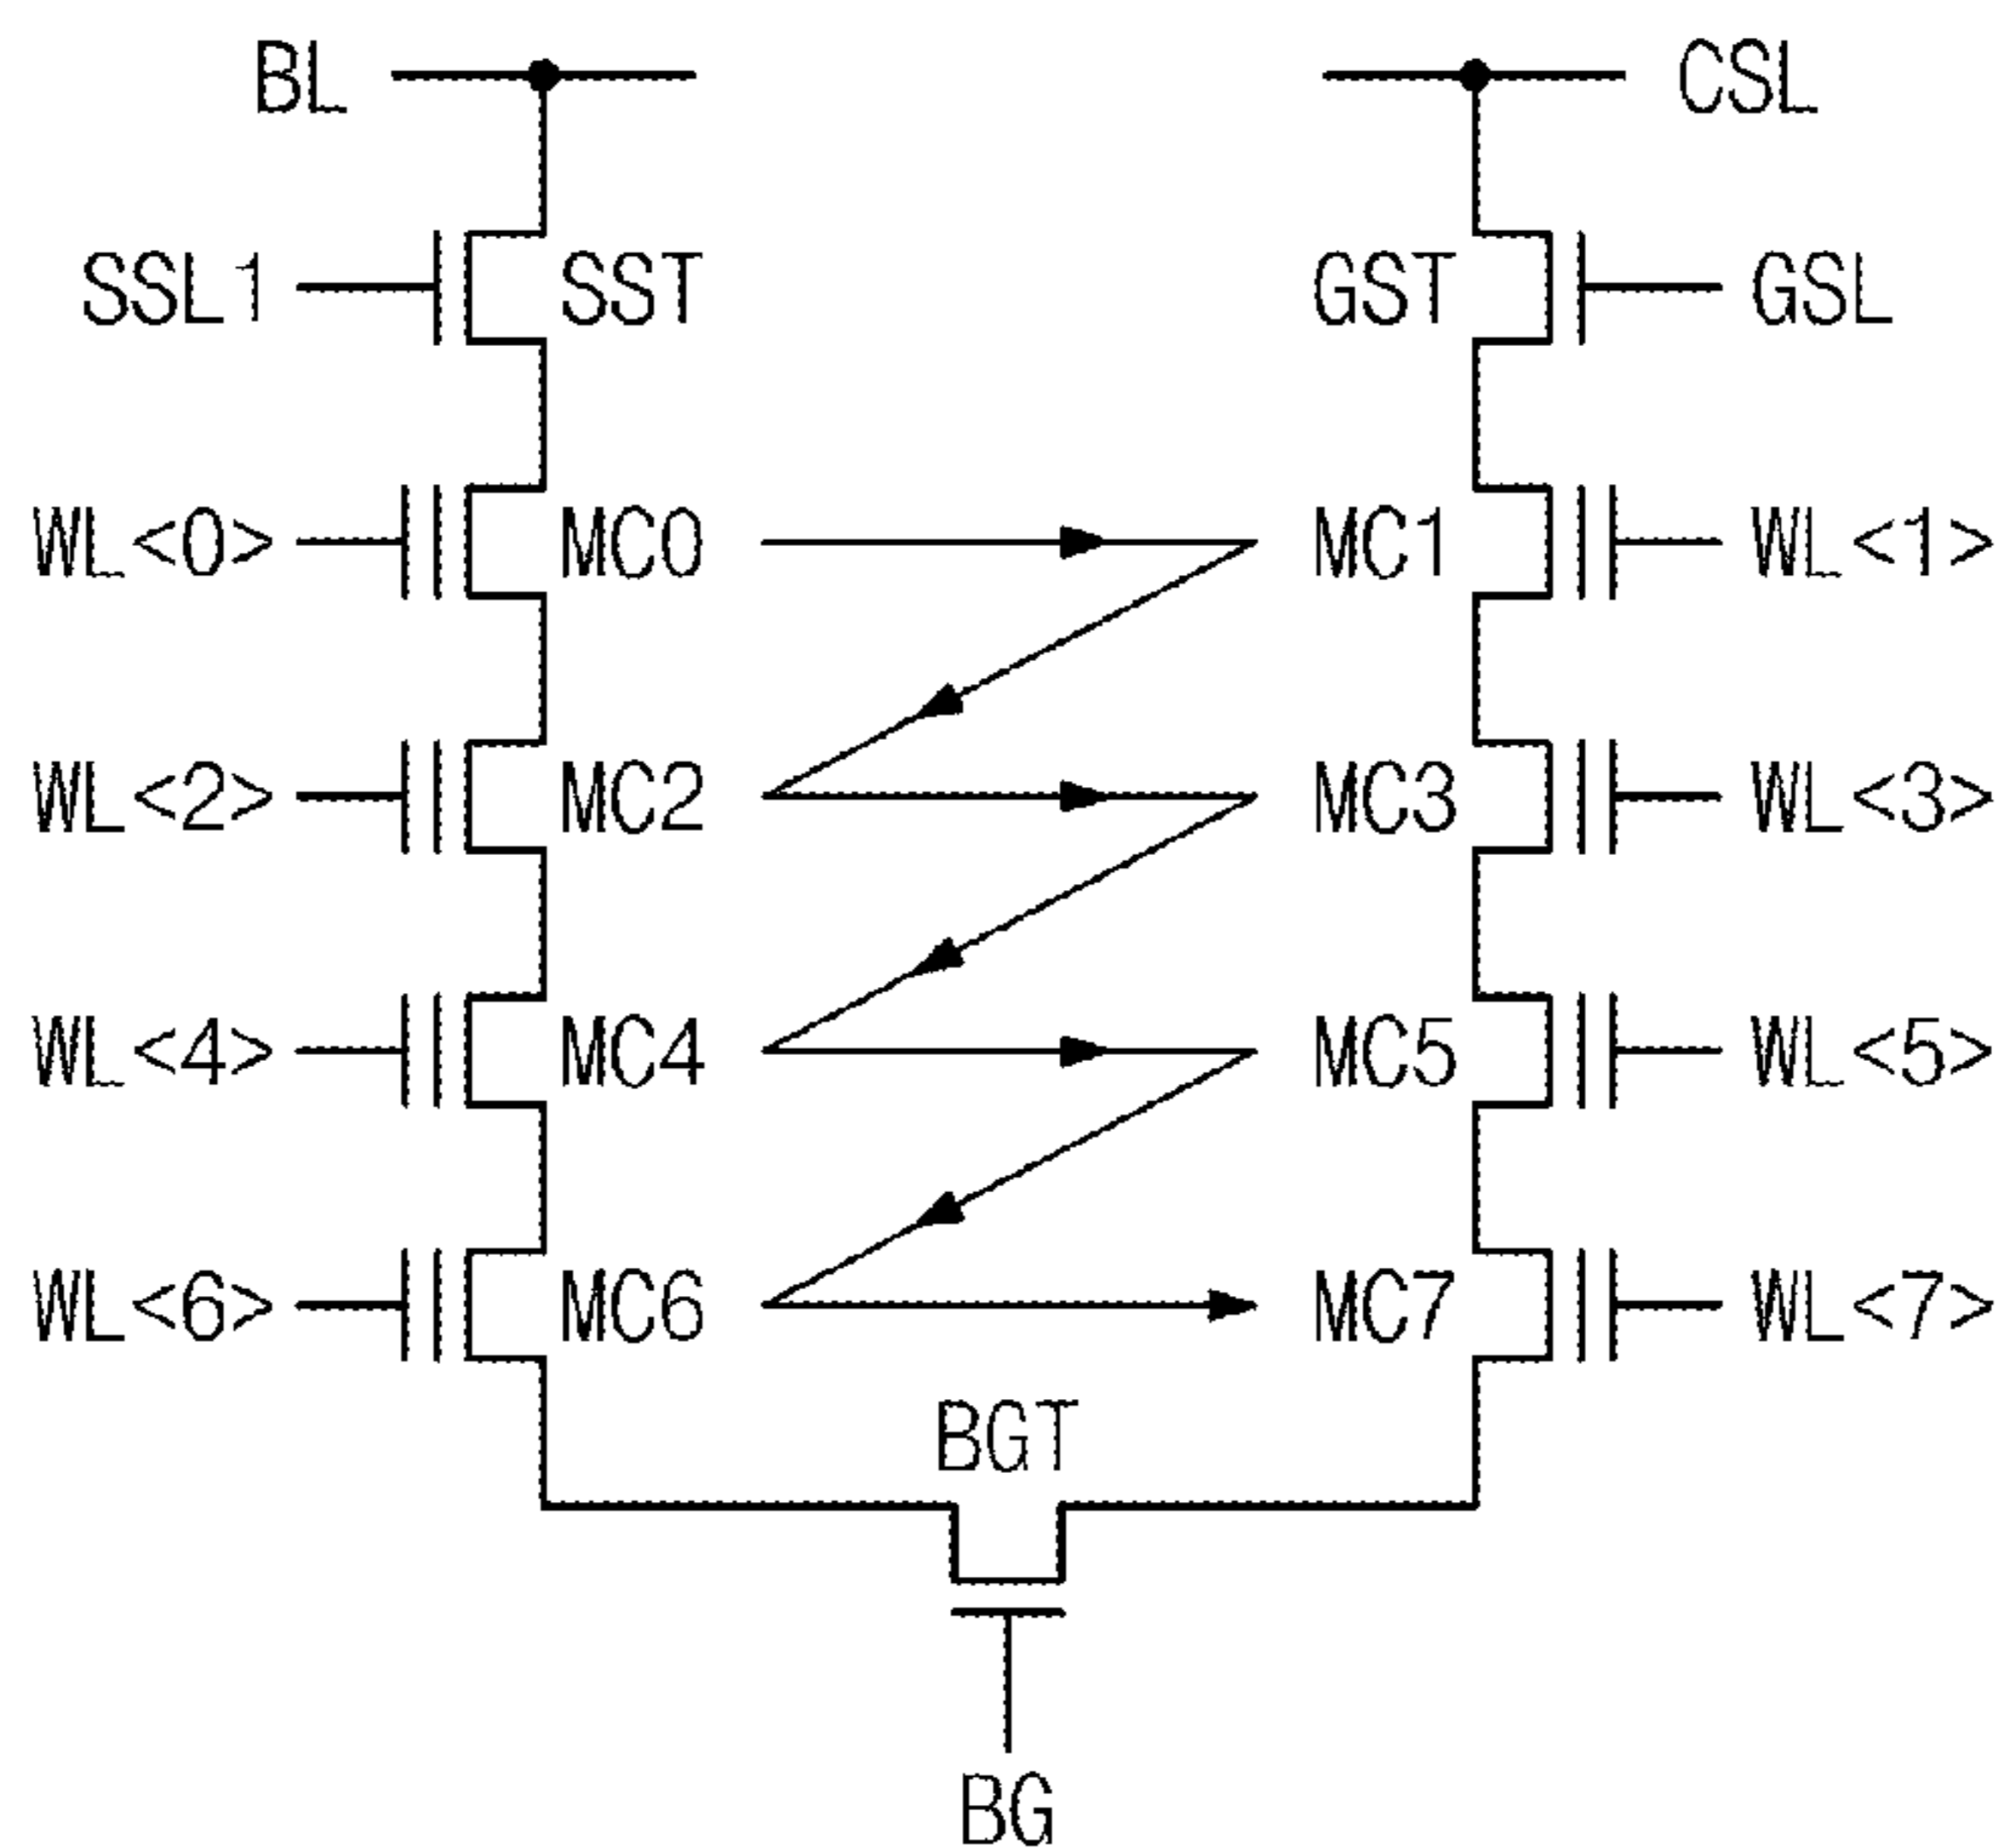 BL CSL
SSL1 SST GST GSL
WL<0> MC0 MC1 WL<1>
WL<2> MC2 MC3 WL<3>
WL<4> MC4 MC5 WL<5>
WL<6> MC6 MC7 WL<7>
BGT
BG